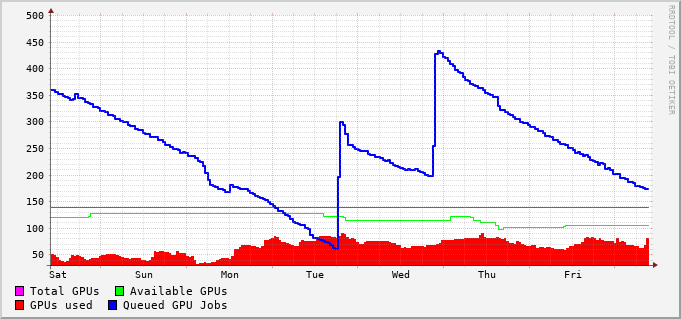 500
450
400
350
300
250
200
150
100
50
Sat Sun Mon Tue Wed Thu Fri
Total GPUs Available GPUs
GPUs used Queued GPU Jobs
RRDTOOL / TOBI OETIKER